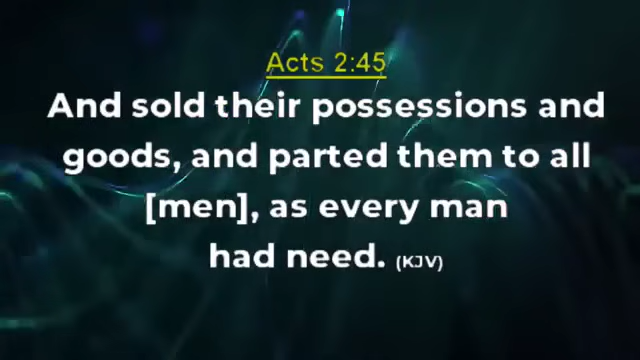 Acts 2:45
And sold their possessions and
goods, and parted them to all
[men], as every man
had need. (KJV)